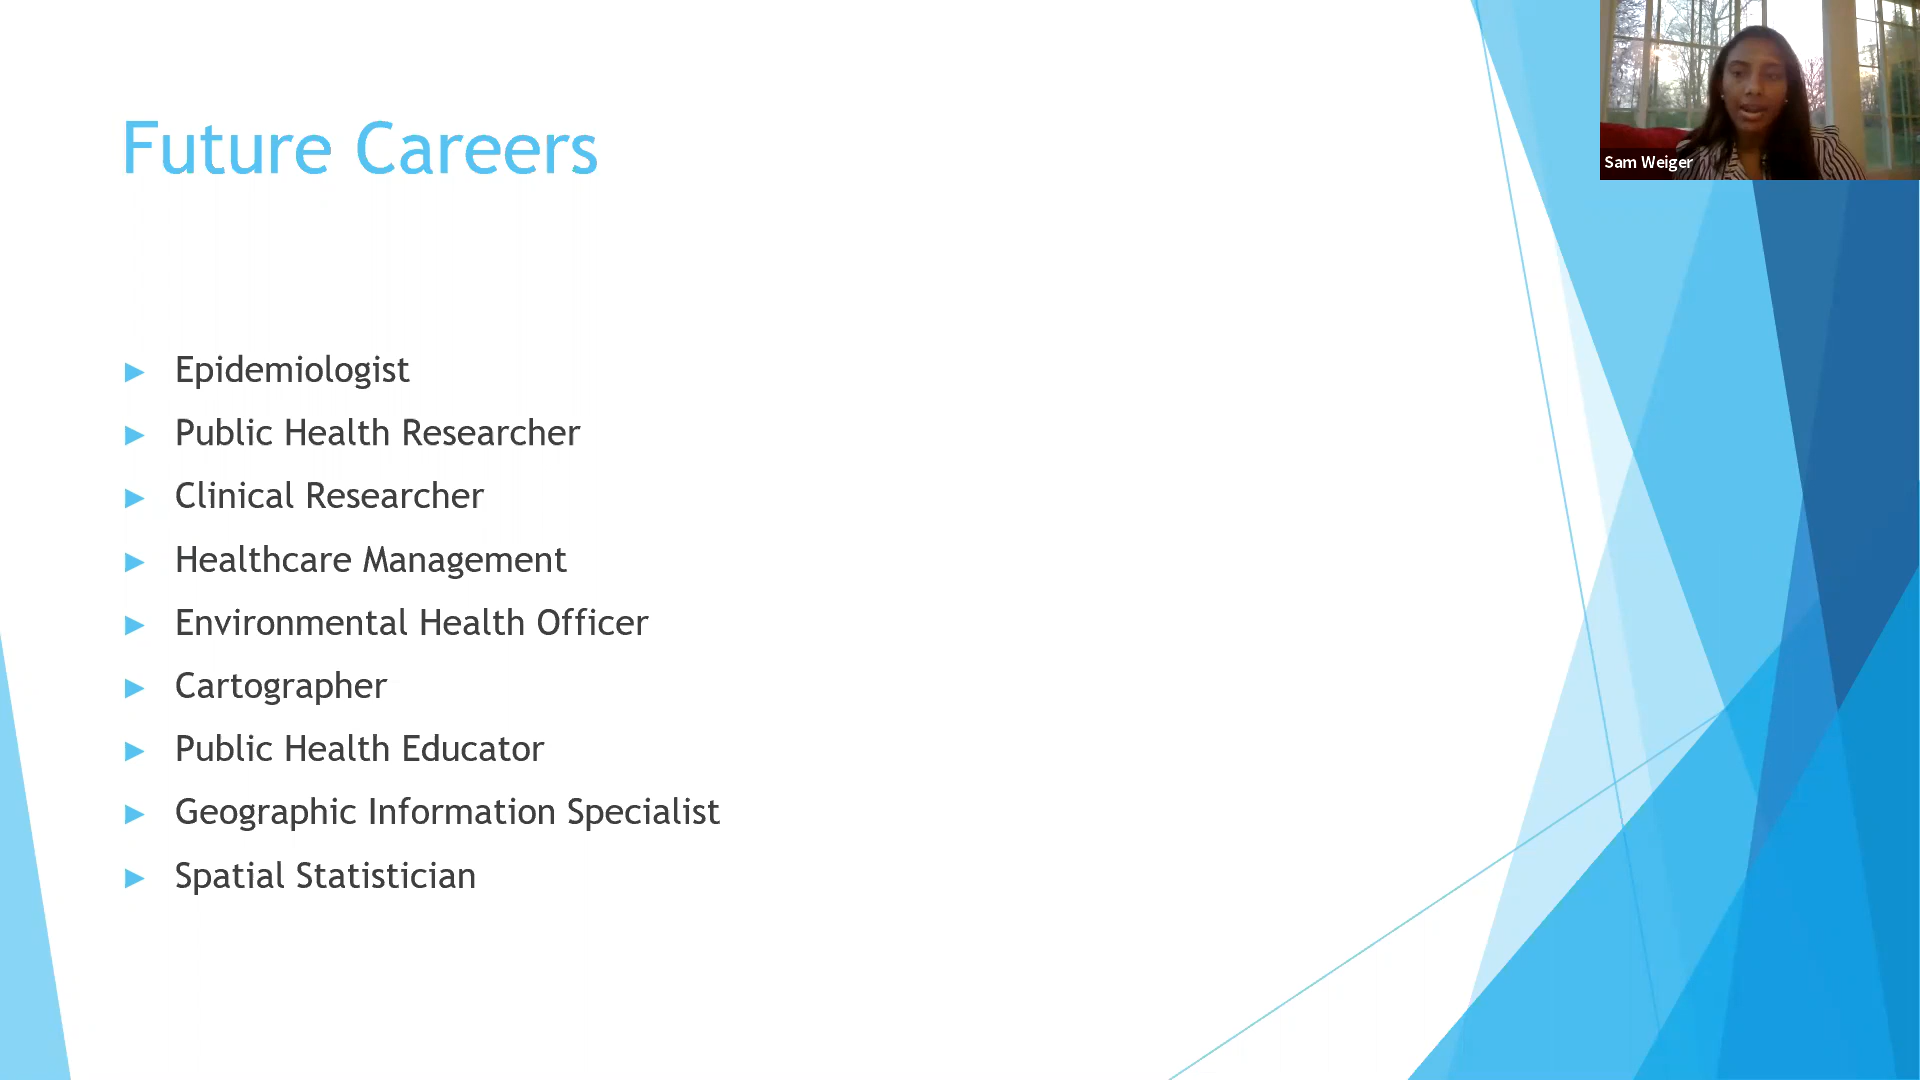 Future Careers
Sam Weiger
Epidemiologist
Public Health Researcher
Clinical Researcher
Healthcare Management
Environmental Health Officer
Cartographer
Public Health Educator
Geographic Information Specialist
Spatial Statistician